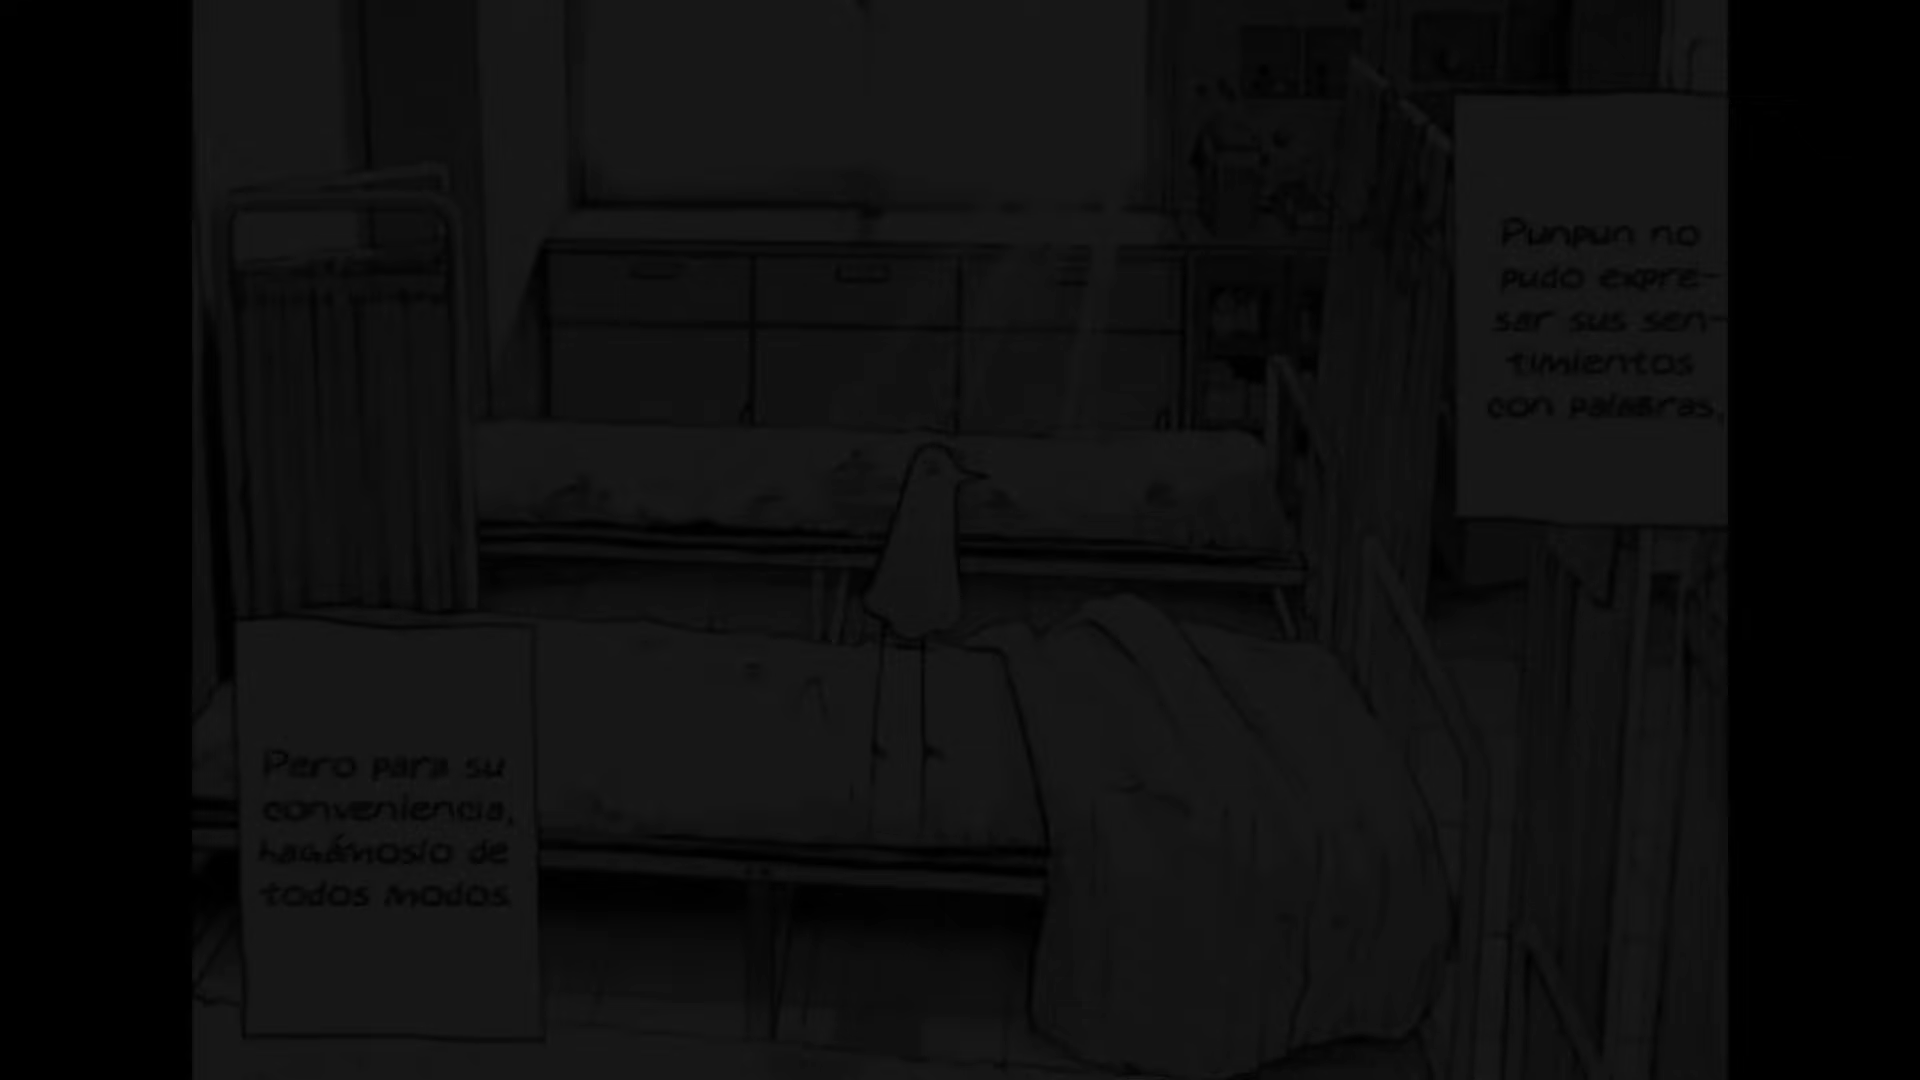 Punpun no
pudo expre-
sar sus sen-
timientos
con palabras,
Pero para su
conveniencia,
hagámoslo de
todos modos.